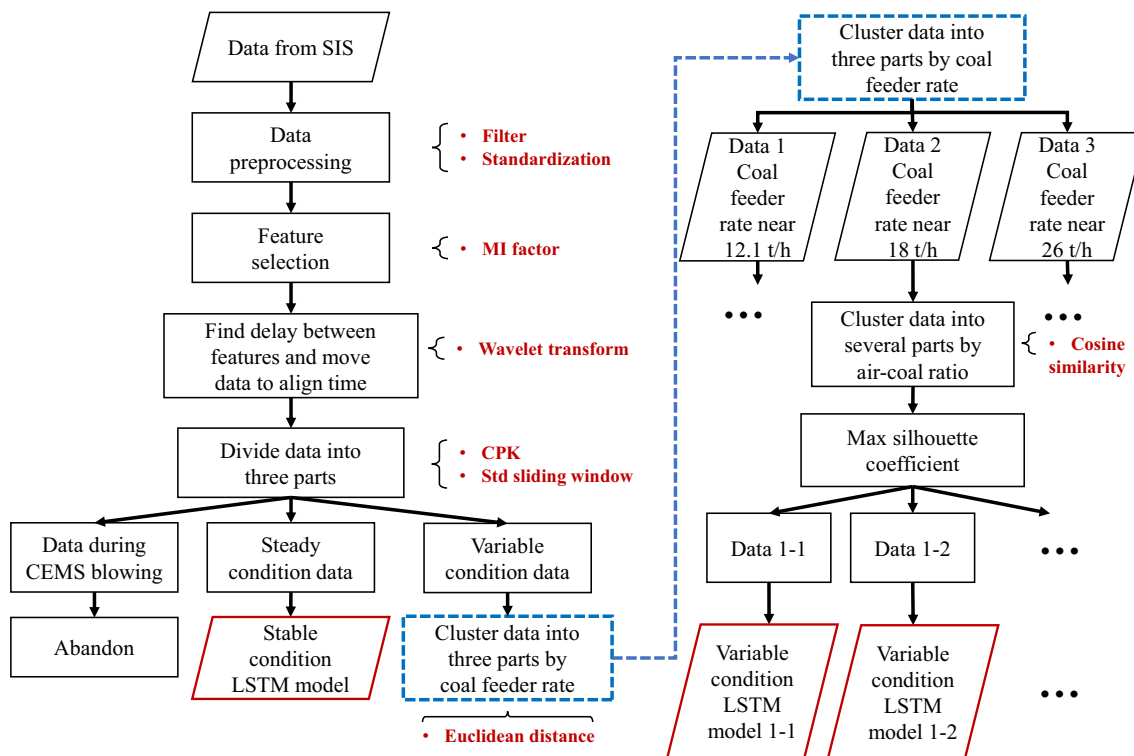 Data from SIS
Data
preprocessing
• Filter
• Standardization
Feature
selection
• MI factor
Find delay between
features and move
data to align time
• Wavelet transform
Divide data into
three parts
• CPK
• Std sliding window
Data during
CEMS blowing
Steady
condition data
Variable
condition data
Abandon
Stable
condition
LSTM model
Cluster data into
three parts by
coal feeder rate
• Euclidean distance
Cluster data into
three parts by coal
feeder rate
Data 1
Coal
feeder
rate near
12.1 t/h
Data 2
Coal
feeder
rate near
18 t/h
Data 3
Coal
feeder
rate near
26 t/h
•••
•••
Cluster data into
several parts by
air-coal ratio
• Cosine
similarity
Max silhouette
coefficient
Data 1-1
Data 1-2
•••
Variable
condition
LSTM
model 1-1
Variable
condition
LSTM
model 1-2
•••